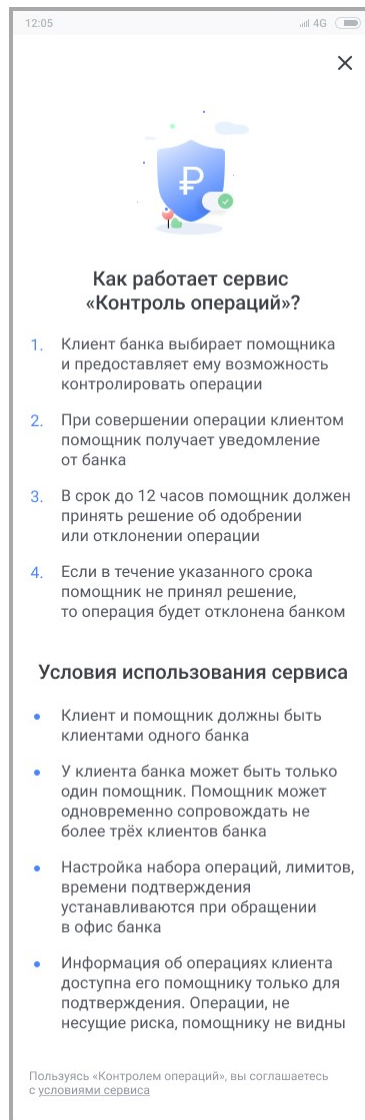 12:05
4G
Как работает сервис
«Контроль операций»?
1. Клиент банка выбирает помощника
и предоставляет ему возможность
контролировать операции
2. При совершении операции клиентом
помощник получает уведомление
от банка
3. В срок до 12 часов помощник должен
принять решение об одобрении
или отклонении операции
4. Если в течение указанного срока
помощник не принял решение,
то операция будет отклонена банком
Условия использования сервиса
• Клиент и помощник должны быть
клиентами одного банка
• У клиента банка может быть только
один помощник. Помощник может
одновременно сопровождать не
более трёх клиентов банка
• Настройка набора операций, лимитов,
времени подтверждения
устанавливаются при обращении
в офис банка
• Информация об операциях клиента
доступна его помощнику только для
подтверждения. Операции, не
несущие риска, помощнику не видны
Пользуясь «Контролем операций», вы соглашаетесь
с условиями сервиса